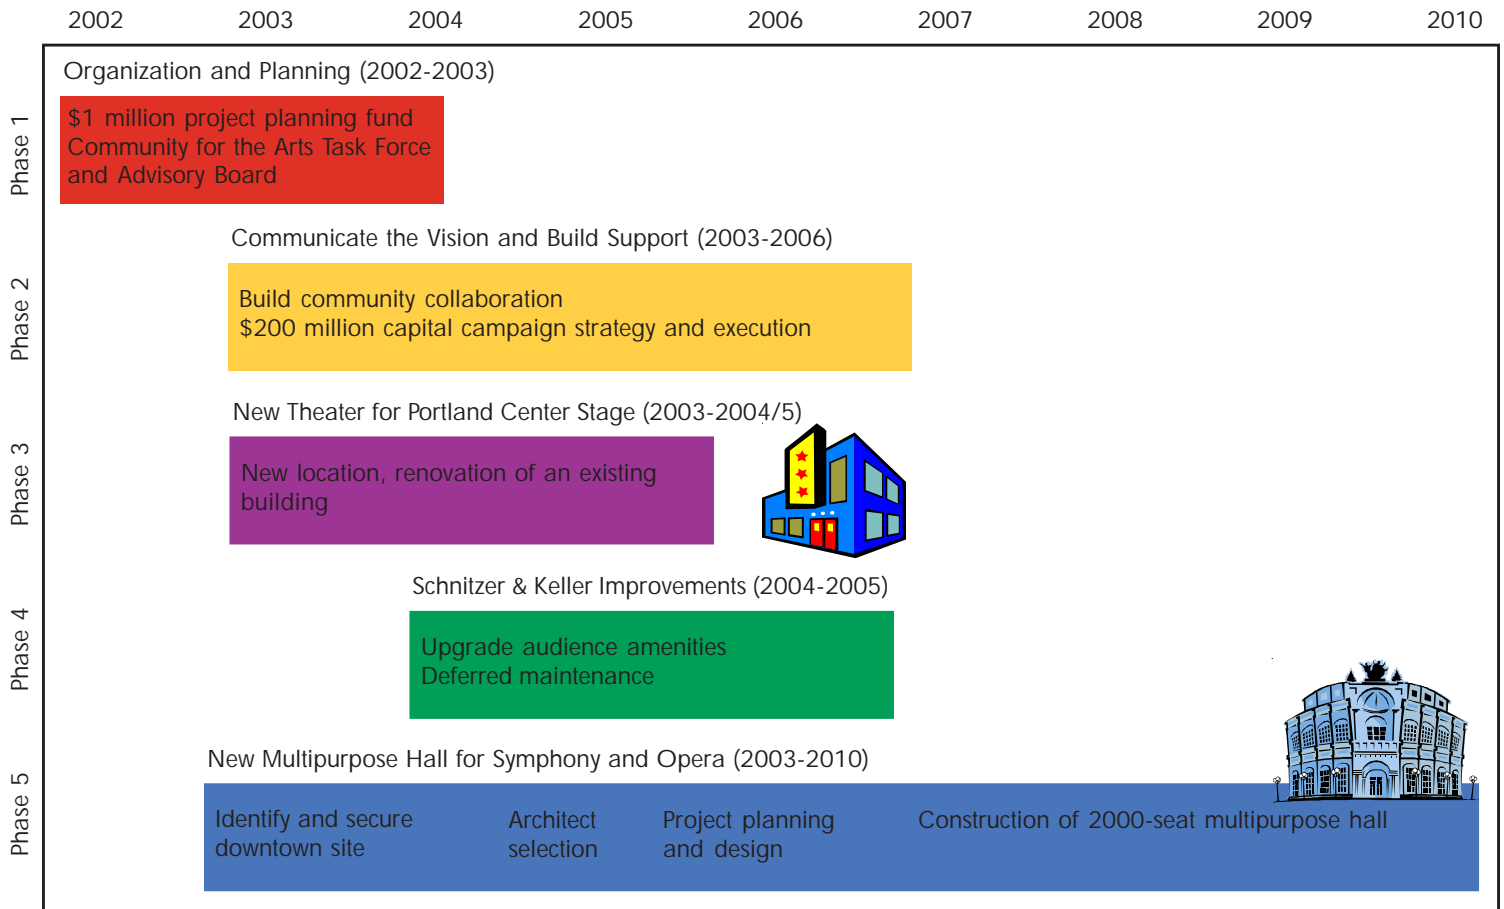 2002 2003 2004 2005 2006 2007 2008 2009 2010
Phase 1
Organization and Planning (2002-2003)
$1 million project planning fund
Community for the Arts Task Force
and Advisory Board
Phase 2
Communicate the Vision and Build Support (2003-2006)
Build community collaboration
$200 million capital campaign strategy and execution
Phase 3
New Theater for Portland Center Stage (2003-2004/5)
New location, renovation of an existing
building
Phase 4
Schnitzer & Keller Improvements (2004-2005)
Upgrade audience amenities
Deferred maintenance
Phase 5
New Multipurpose Hall for Symphony and Opera (2003-2010)
Identify and secure
downtown site
Architect
selection
Project planning
and design
Construction of 2000-seat multipurpose hall